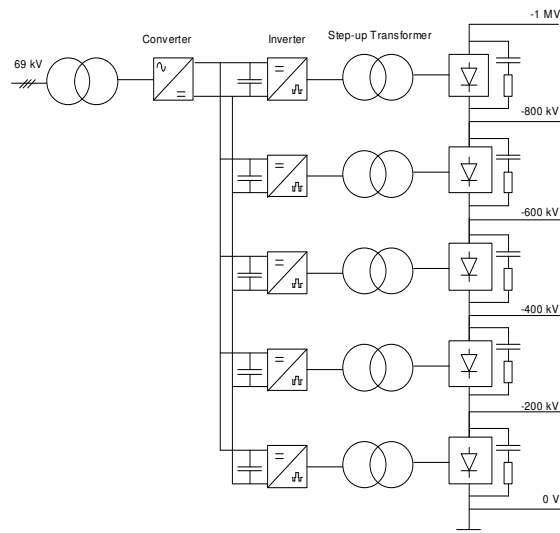 -1 MV
Converter
Inverter
Step-up Transformer
69 kV
-800 kV
-600 kV
-400 kV
-200 kV
0 V